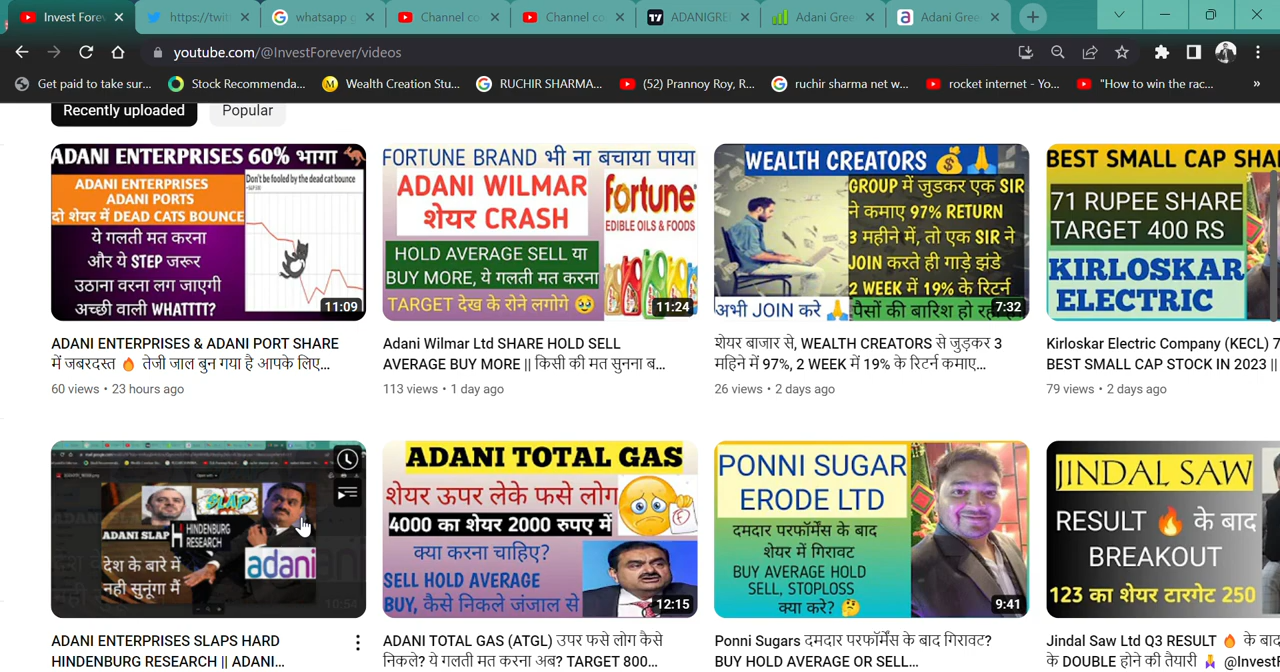 Invest Fore
https://twit
whatsapp g
Channel co
Channel co
ADANIGRE
Adani Gree
Adani Gree
youtube.com/@InvestForever/videos
Get paid to take sur...
Stock Recommenda...
Wealth Creation Stu...
RUCHIR SHARMA...
(52) Prannoy Roy, R...
ruchir sharma net w...
rocket internet - Yo...
"How to win the rac...
»
Recently uploaded
Popular
ADANI ENTERPRISES 60% भागा
ADANI ENTERPRISES
ADANI PORTS
दो शेयर में DEAD CATS BOUNCE
ये गलती मत करना
और ये STEP जरूर
उठाना वरना लग जाएगी
अच्छी वाली WHATTTT?
Don't be fooled by the dead cat bounce
11:09
FORTUNE BRAND भी ना बचाया पाया
ADANI WILMAR
शेयर CRASH
HOLD AVERAGE SELL या
BUY MORE, ये गलती मत करना
TARGET देख के रोने लगोगे
fortune
EDIBLE OILS & FOODS
11:24
WEALTH CREATORS
GROUP में जुडकर एक SIR
ने कमाए 97% RETURN
3 महीने में, तो एक SIR ने
JOIN करते ही गाड़े झंडे
2 WEEK में 19% के रिटर्न
अभी JOIN करे
पैसों की बारिश हो रह
7:32
BEST SMALL CAP SHA
71 RUPEE SHARE
TARGET 400 RS
KIRLOSKAR
ELECTRIC
ADANI ENTERPRISES & ADANI PORT SHARE
में जबरदस्त 🔥 तेजी जाल बुन गया है आपके लिए...
60 views • 23 hours ago
Adani Wilmar Ltd SHARE HOLD SELL
AVERAGE BUY MORE || किसी की मत सुनना ब...
113 views • 1 day ago
शेयर बाजार से, WEALTH CREATORS से जुड़कर 3
महिने में 97%, 2 WEEK में 19% के रिटर्न कमाए...
26 views • 2 days ago
Kirloskar Electric Company (KECL) 7
BEST SMALL CAP STOCK IN 2023 ||
79 views • 2 days ago
SLAP
ADANI SLAP
HINDENBURG
RESEARCH
adani
देश के बारे में
नही सुनूंगा मैं
10:54
ADANI TOTAL GAS
शेयर ऊपर लेके फसे लोग
4000 का शेयर 2000 रुपए में
क्या करना चाहिए?
SELL HOLD AVERAGE
BUY, कैसे निकले जंजाल से
12:15
PONNI SUGAR
ERODE LTD
दमदार परफॉर्मेंस के बाद
शेयर में गिरावट
BUY AVERAGE HOLD
SELL, STOPLOSS
क्या करे?
9:41
JINDAL SAW
RESULT 🔥 के बाद
BREAKOUT
123 का शेयर टारगेट 250
ADANI ENTERPRISES SLAPS HARD
HINDENBURG RESEARCH || ADANI...
ADANI TOTAL GAS (ATGL) उपर फसे लोग कैसे
निकले? ये गलती मत करना अब? TARGET 800...
Ponni Sugars दमदार परफॉर्मेंस के बाद गिरावट?
BUY HOLD AVERAGE OR SELL...
Jindal Saw Ltd Q3 RESULT 🔥 के बाद
के DOUBLE होने की तैयारी 🕴 @InvestF